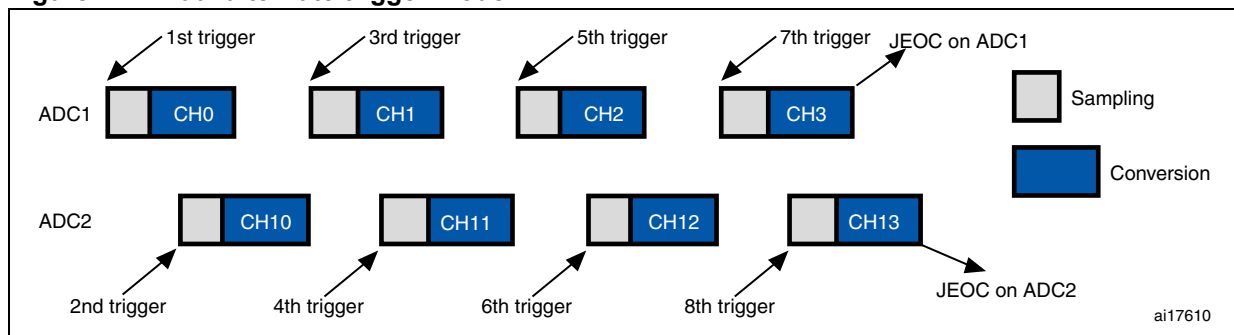 1st trigger
3rd trigger
5th trigger
7th trigger
JEOC on ADC1
ADC1
CH0
CH1
CH2
CH3
Sampling
Conversion
ADC2
CH10
CH11
CH12
CH13
2nd trigger
4th trigger
6th trigger
8th trigger
JEOC on ADC2
ai17610